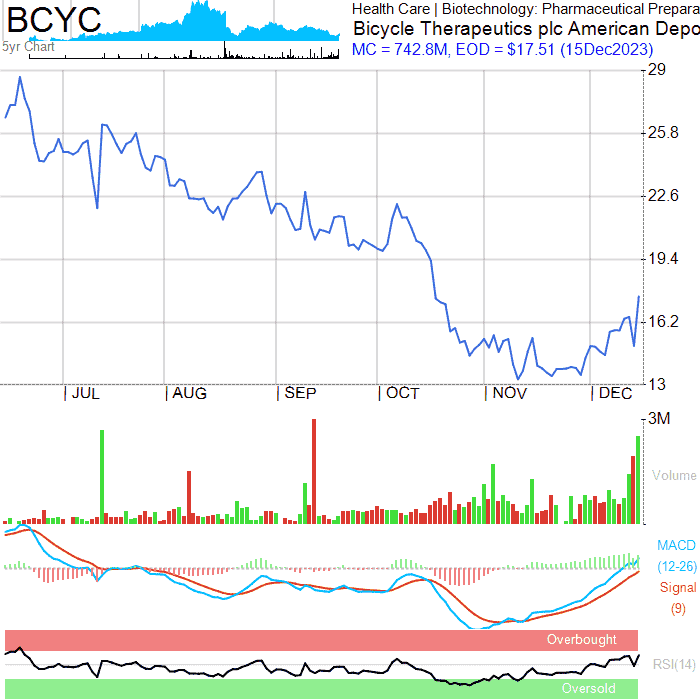 BCYC
5yr Chart
Health Care | Biotechnology: Pharmaceutical Prepara
Bicycle Therapeutics plc American Depo
MC = 742.8M, EOD = $17.51 (15Dec2023)
29
25.8
22.6
19.4
16.2
13
JUL AUG SEP OCT NOV DEC
3M
Volume
MACD
(12-26)
Signal
(9)
Overbought
RSI(14)
Oversold